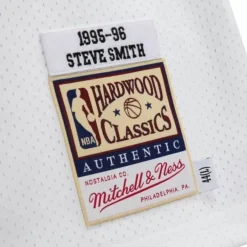 1995-96
STEVE SMITH
HARDWOOD
NBA
CLASSICS
AUTHENTIC
NOSTALGIA CO.
Mitchell & Ness
PHILADELPHIA, PA.